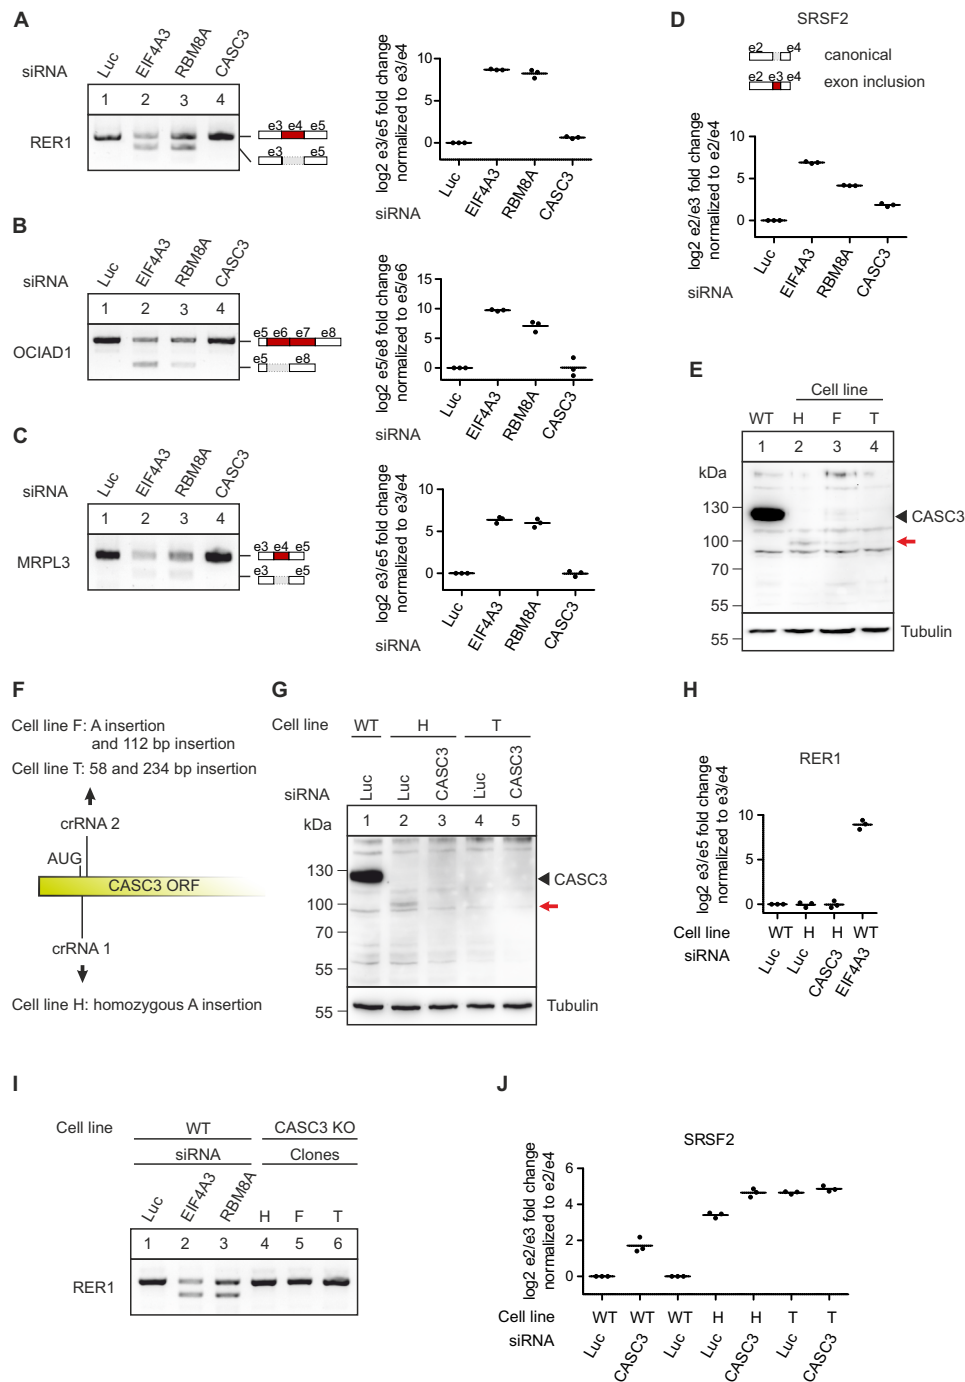 A
siRNA
Luc
EIF4A3
RBM8A
CASC3
1 2 3 4
RER1
e3 e4 e5
e3 e5
log2 e3/e5 fold change
normalized to e3/e4
10
5
0
Luc
EIF4A3
RBM8A
CASC3
siRNA
B
siRNA
Luc
EIF4A3
RBM8A
CASC3
1 2 3 4
OCIAD1
e5 e6 e7 e8
e5 e8
log2 e5/e8 fold change
normalized to e5/e6
15
10
5
0
Luc
EIF4A3
RBM8A
CASC3
siRNA
C
siRNA
Luc
EIF4A3
RBM8A
CASC3
1 2 3 4
MRPL3
e3 e4 e5
e3 e5
log2 e3/e5 fold change
normalized to e3/e4
10
5
0
Luc
EIF4A3
RBM8A
CASC3
siRNA
D
SRSF2
e2 e4
canonical
e2 e3 e4
exon inclusion
log2 e2/e3 fold change
normalized to e2/e4
10
5
0
Luc
EIF4A3
RBM8A
CASC3
siRNA
E
Cell line
WT H F T
1 2 3 4
kDa
130
100
70
55
55
CASC3
Tubulin
F
Cell line F: A insertion
and 112 bp insertion
Cell line T: 58 and 234 bp insertion
crRNA 2
AUG
CASC3 ORF
crRNA 1
Cell line H: homozygous A insertion
G
Cell line WT H T
siRNA
Luc
Luc
CASC3
Luc
CASC3
kDa
1 2 3 4 5
130
100
70
55
55
CASC3
Tubulin
H
RER1
log2 e3/e5 fold change
normalized to e3/e4
10
5
0
Cell line WT H H WT
siRNA
Luc
Luc
CASC3
EIF4A3
I
Cell line WT CASC3 KO
siRNA Clones
Luc
EIF4A3
RBM8A
H F T
1 2 3 4 5 6
RER1
J
SRSF2
log2 e2/e3 fold change
normalized to e2/e4
6
4
2
0
Cell line WT WT WT H H T T
siRNA
Luc
CASC3
Luc
Luc
CASC3
Luc
CASC3